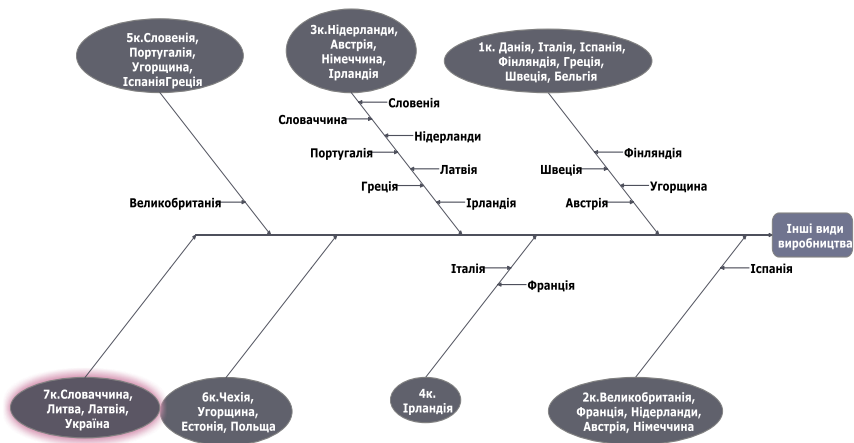 5к.Словенія,
Португалія,
Угорщина,
ІспаніяГреція
3к.Нідерланди,
Австрія,
Німеччина,
Ірландія
1к. Данія, Італія, Іспанія,
Фінляндія, Греція,
Швеція, Бельгія
Словенія
Словаччина
Нідерланди
Португалія
Латвія
Греція
Ірландія
Фінляндія
Швеція
Угорщина
Австрія
Великобританія
Інші види
виробництва
Італія
Франція
Іспанія
7к.Словаччина,
Литва, Латвія,
Україна
6к.Чехія,
Угорщина,
Естонія, Польща
4к.
Ірландія
2к.Великобританія,
Франція, Нідерланди,
Австрія, Німеччина